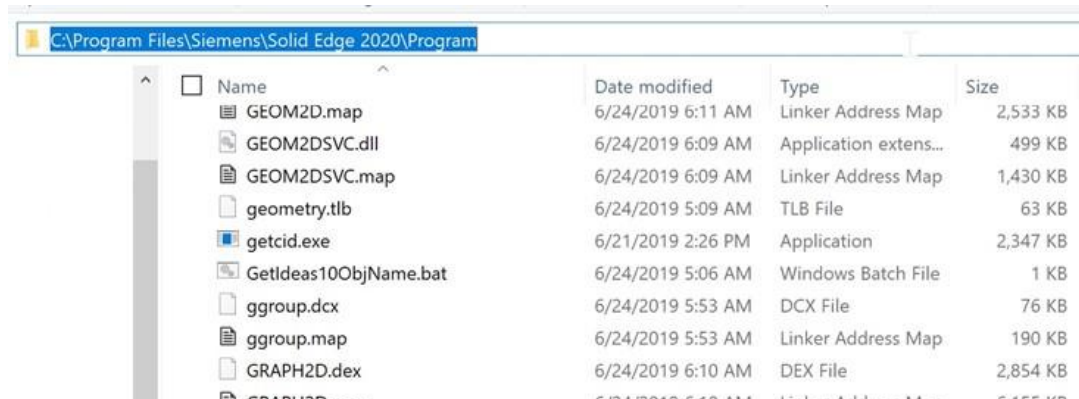 C:\Program Files\Siemens\Solid Edge 2020\Program
Name Date modified Type Size
GEOM2D.map 6/24/2019 6:11 AM Linker Address Map 2,533 KB
GEOM2DSVC.dll 6/24/2019 6:09 AM Application extens... 499 KB
GEOM2DSVC.map 6/24/2019 6:09 AM Linker Address Map 1,430 KB
geometry.tlb 6/24/2019 5:09 AM TLB File 63 KB
getcid.exe 6/21/2019 2:26 PM Application 2,347 KB
GetIdeas10ObjName.bat 6/24/2019 5:06 AM Windows Batch File 1 KB
ggroup.dcx 6/24/2019 5:53 AM DCX File 76 KB
ggroup.map 6/24/2019 5:53 AM Linker Address Map 190 KB
GRAPH2D.dex 6/24/2019 6:10 AM DEX File 2,854 KB